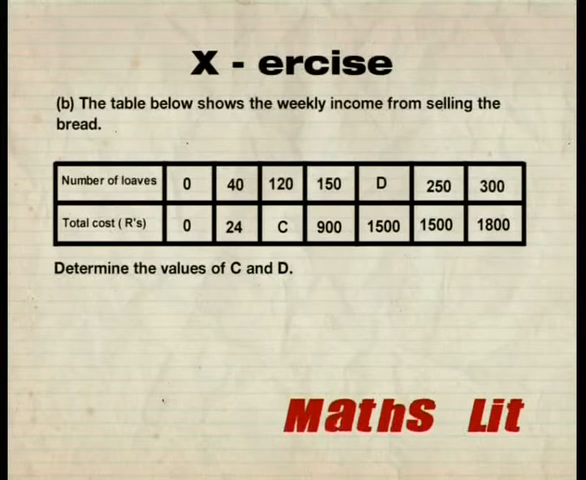 X - ercise
(b) The table below shows the weekly income from selling the
bread.
Number of loaves 0 40 120 150 D 250 300
Total cost ( R's) 0 24 C 900 1500 1500 1800
Determine the values of C and D.
Maths Lit